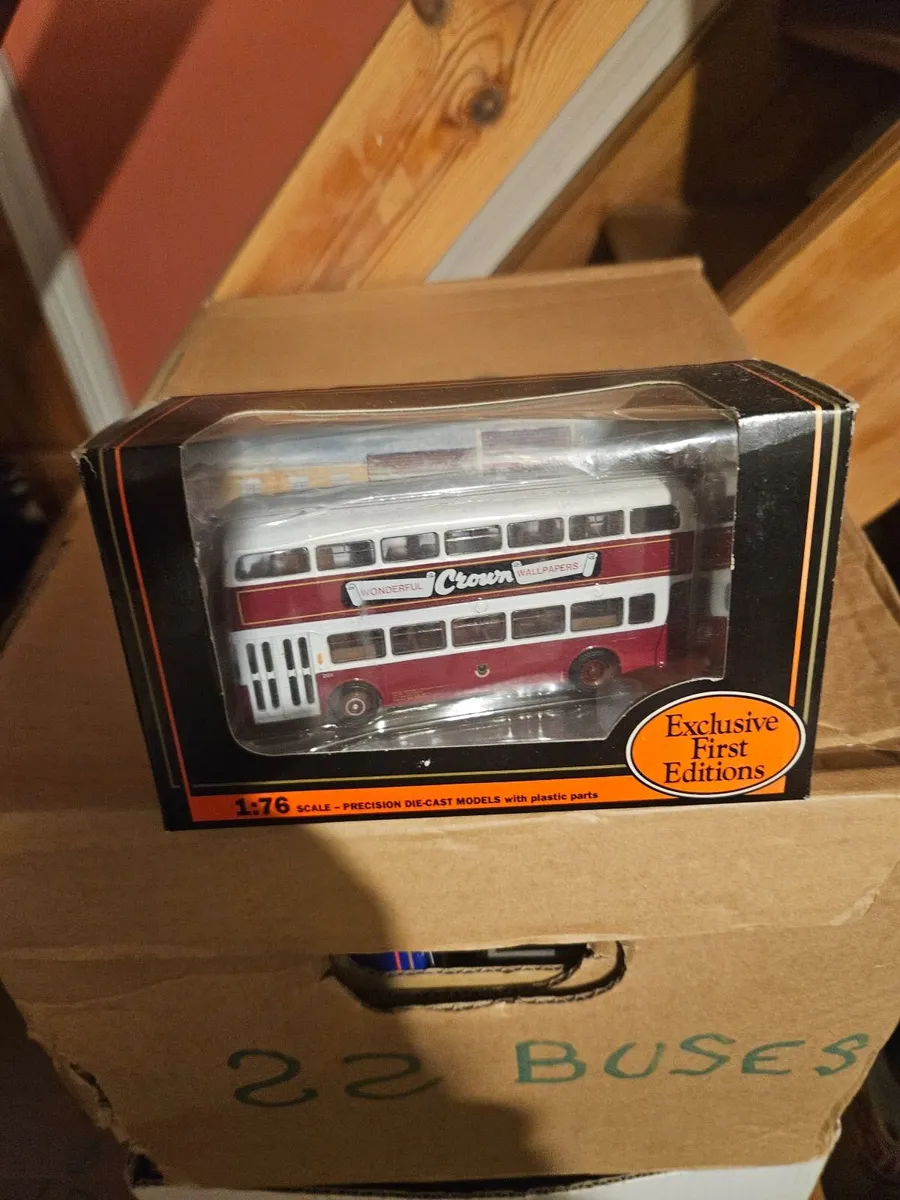 WONDERFUL Crown WALLPAPERS
Exclusive
First
Editions
1:76 SCALE – PRECISION DIE-CAST MODELS with plastic parts
22 BUSES